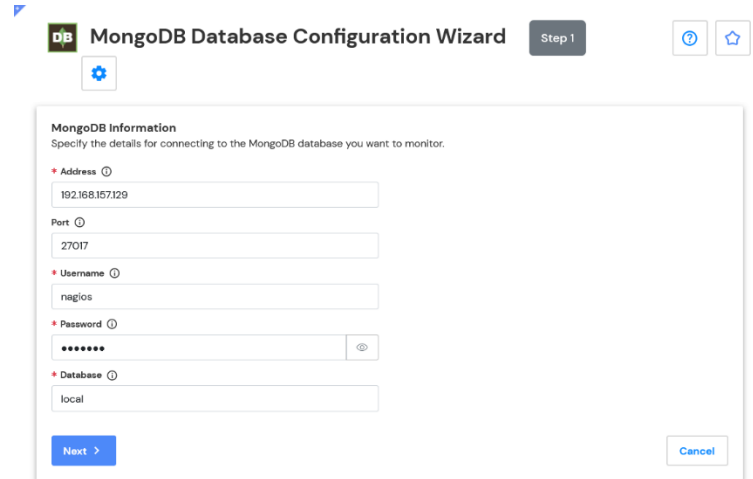 DB MongoDB Database Configuration Wizard Step 1
MongoDB Information
Specify the details for connecting to the MongoDB database you want to monitor.
* Address
192.168.157.129
Port
27017
* Username
nagios
* Password
•••••••
* Database
local
Next >
Cancel